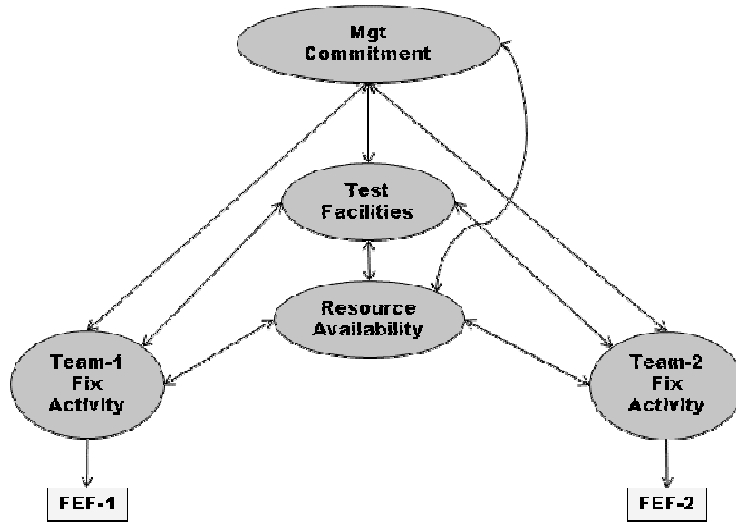 Mgt
Commitment
Test
Facilities
Resource
Availability
Team-1
Fix
Activity
Team-2
Fix
Activity
FEF-1
FEF-2